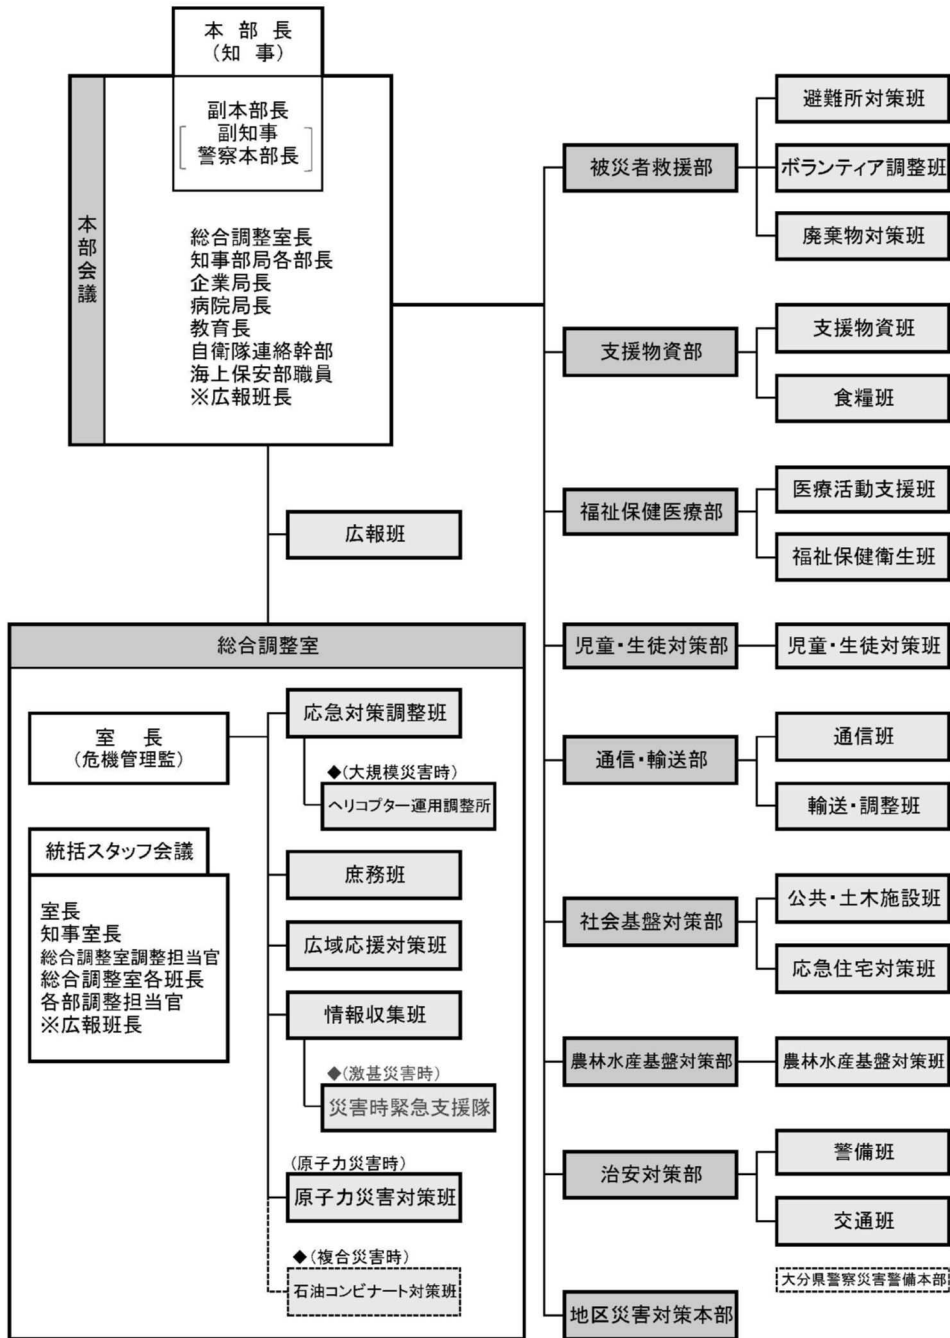 本部長
(知事)
副本部長
副知事
警察本部長
本部会議
総合調整室長
知事部局各部長
企業局長
病院局長
教育長
自衛隊連絡幹部
海上保安部職員
※広報班長
広報班
総合調整室
室長
(危機管理監)
統括スタッフ会議
室長
知事室長
総合調整室調整担当官
総合調整室各班長
各部調整担当官
※広報班長
応急対策調整班
◆(大規模災害時)
ヘリコプター運用調整所
庶務班
広域応援対策班
情報収集班
◆(激甚災害時)
災害時緊急支援隊
(原子力災害時)
原子力災害対策班
◆(複合災害時)
石油コンビナート対策班
被災者救援部
避難所対策班
ボランティア調整班
廃棄物対策班
支援物資部
支援物資班
食糧班
福祉保健医療部
医療活動支援班
福祉保健衛生班
児童・生徒対策部
児童・生徒対策班
通信・輸送部
通信班
輸送・調整班
社会基盤対策部
公共・土木施設班
応急住宅対策班
農林水産基盤対策部
農林水産基盤対策班
治安対策部
警備班
交通班
大分県警察災害警備本部
地区災害対策本部